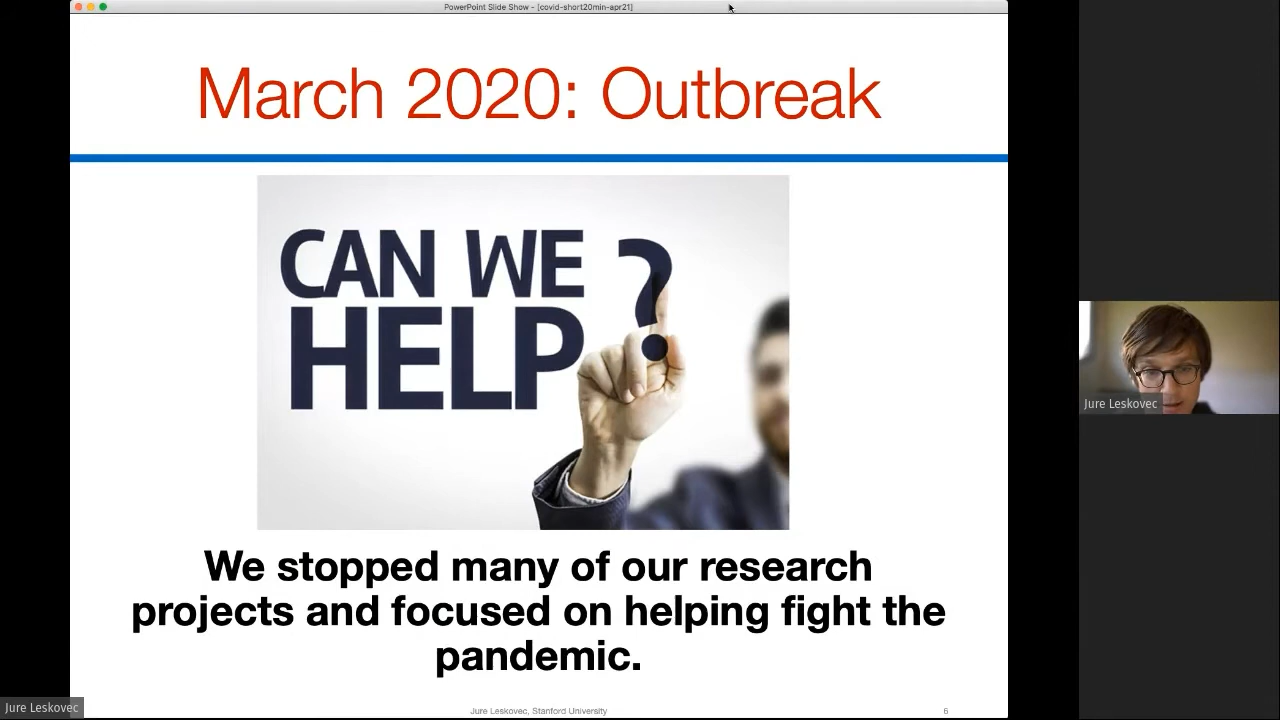 PowerPoint Slide Show - [covid-short20min-apr21]
March 2020: Outbreak
CAN WE
HELP ?
We stopped many of our research
projects and focused on helping fight the
pandemic.
Jure Leskovec, Stanford University
6
Jure Leskovec
Jure Leskovec